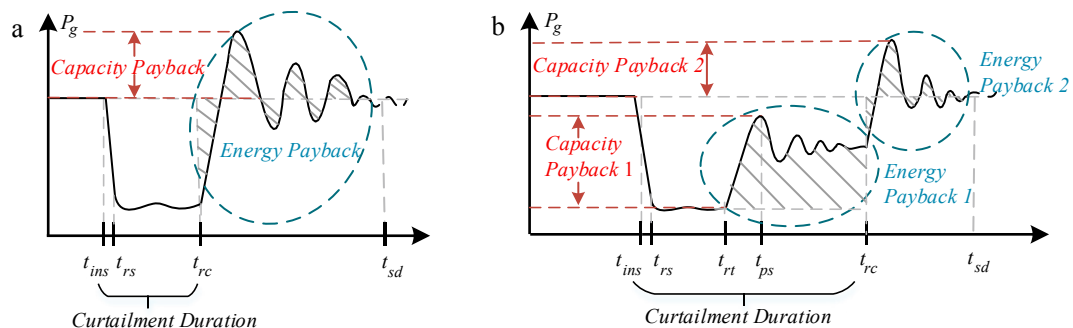 a
P_g
Capacity Payback
Energy Payback
t_ins
t_rs
t_rc
t_sd
Curtailment Duration
b
P_g
Capacity Payback 2
Energy
Payback 2
Capacity
Payback 1
Energy
Payback 1
t_ins
t_rs
t_rt
t_ps
t_rc
t_sd
Curtailment Duration